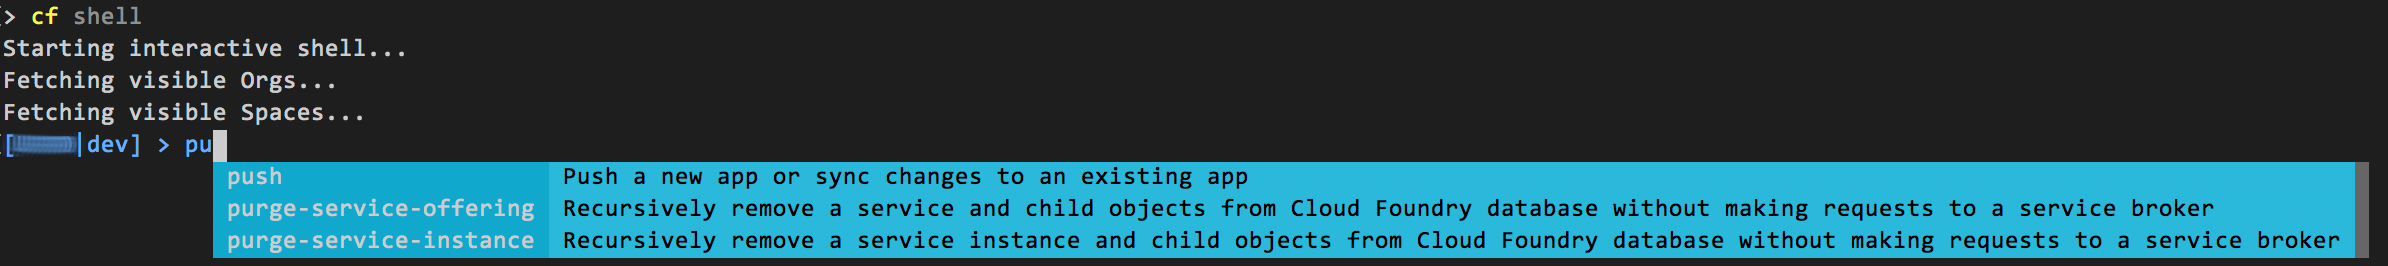 > cf shell
Starting interactive shell...
Fetching visible Orgs...
Fetching visible Spaces...
[|dev] > pu
push Push a new app or sync changes to an existing app
purge-service-offering Recursively remove a service and child objects from Cloud Foundry database without making requests to a service broker
purge-service-instance Recursively remove a service instance and child objects from Cloud Foundry database without making requests to a service broker